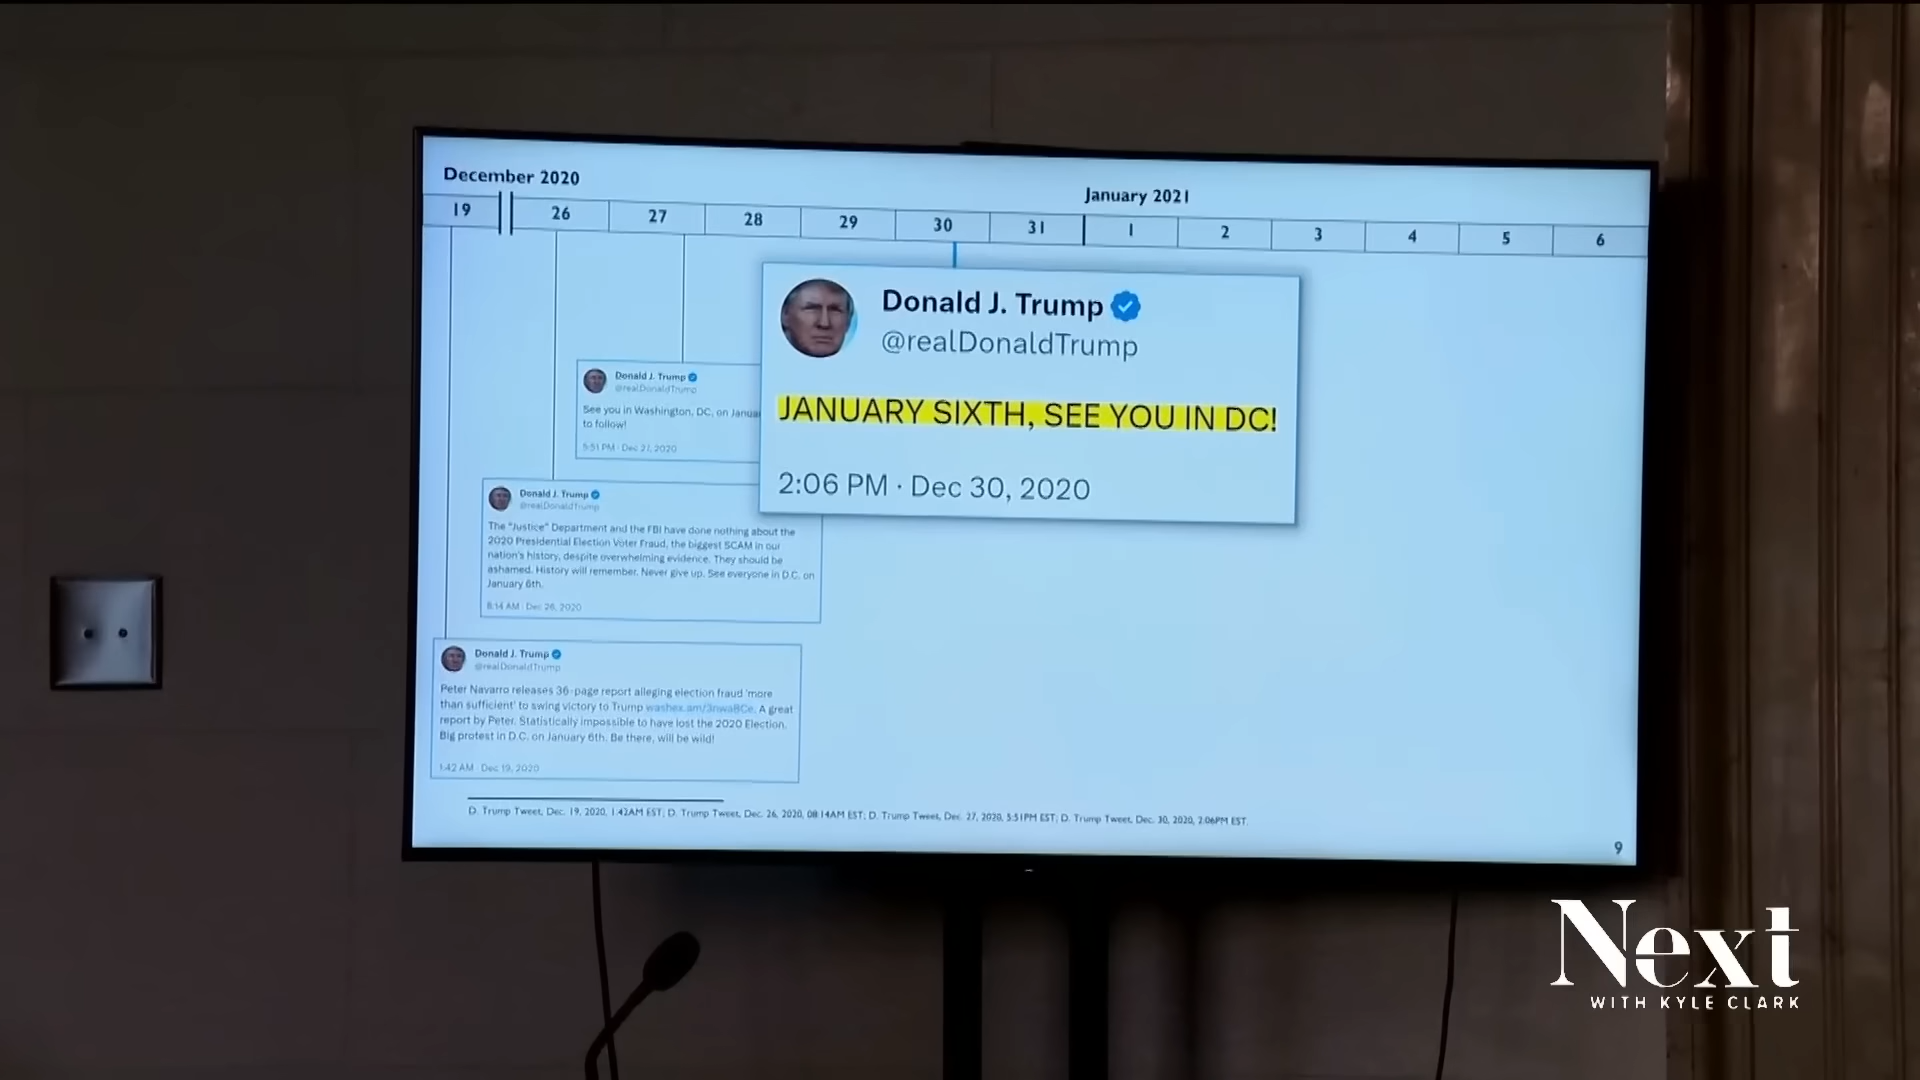 December 2020
January 2021
19 26 27 28 29 30 31 1 2 3 4 5 6
Donald J. Trump
@realDonaldTrump
JANUARY SIXTH, SEE YOU IN DC!
2:06 PM · Dec 30, 2020
Donald J. Trump
@realDonaldTrump
See you in Washington, DC, on
to follow!
5:51 PM · Dec 27, 2020
Donald J. Trump
@realDonaldTrump
The "Justice" Department and the FBI have done nothing about the
2020 Presidential Election Voter Fraud, the biggest SCAM in our
nation's history, despite overwhelming evidence. They should be
ashamed. History will remember. Never give up. See everyone in D.C. on
January 6th.
8:14 AM · Dec 26, 2020
Donald J. Trump
@realDonaldTrump
Peter Navarro releases 36-page report alleging election fraud 'more
than sufficient' to swing victory to Trump washex.am/3nwaBCe. A great
report by Peter. Statistically impossible to have lost the 2020 Election.
Big protest in D.C. on January 6th. Be there, will be wild!
1:42 AM · Dec 19, 2020
D. Trump Tweet, Dec. 19, 2020, 1:42AM EST; D. Trump Tweet, Dec. 26, 2020, 08:14AM EST; D. Trump Tweet, Dec. 27, 2020, 5:51PM EST; D. Trump Tweet, Dec. 30, 2020, 2:06PM EST.
9
Next
WITH KYLE CLARK